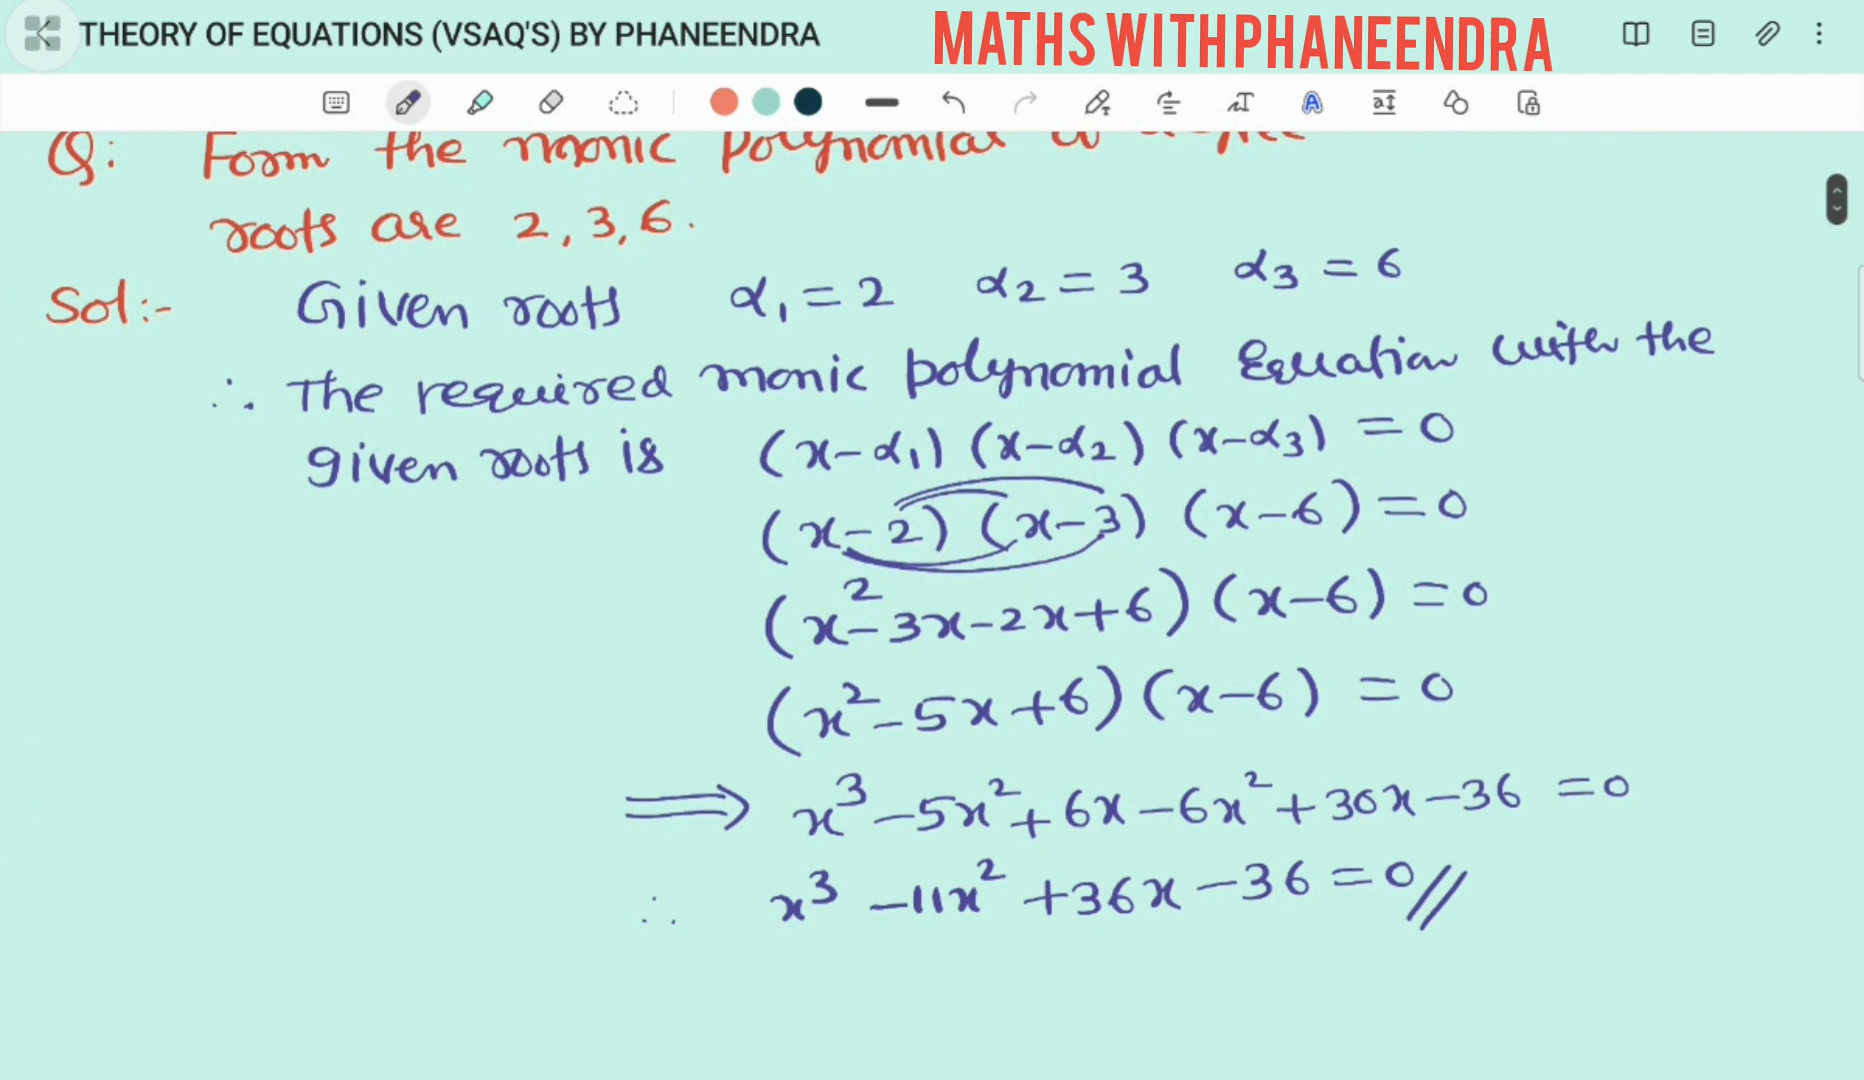 THEORY OF EQUATIONS (VSAQ'S) BY PHANEENDRA
MATHS WITH PHANEENDRA
Q: Form the monic polynomial
roots are 2, 3, 6.
Sol:- Given roots α₁ = 2 α₂ = 3 α₃ = 6
∴ The required monic polynomial Equation with the
given roots is (x-α₁) (x-α₂) (x-α₃) = 0
(x-2) (x-3) (x-6) = 0
(x²-3x-2x+6) (x-6) = 0
(x²-5x+6) (x-6) = 0
⟹ x³-5x²+6x-6x²+30x-36 = 0
∴ x³-11x²+36x-36 = 0//